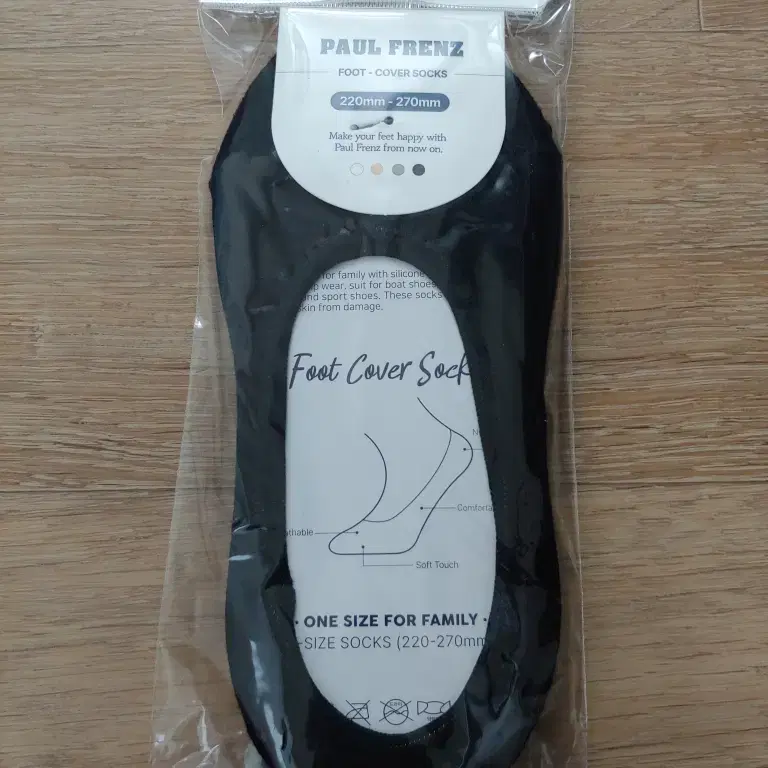 PAUL FRENZ
FOOT - COVER SOCKS
220mm - 270mm
Make your feet happy with
Paul Frenz from now on.
for family with silicone
wear, suit for boat shoes
and sport shoes. These socks
skin from damage.
Foot Cover Sock
Soft Touch
· ONE SIZE FOR FAMILY ·
-SIZE SOCKS (220-270mm